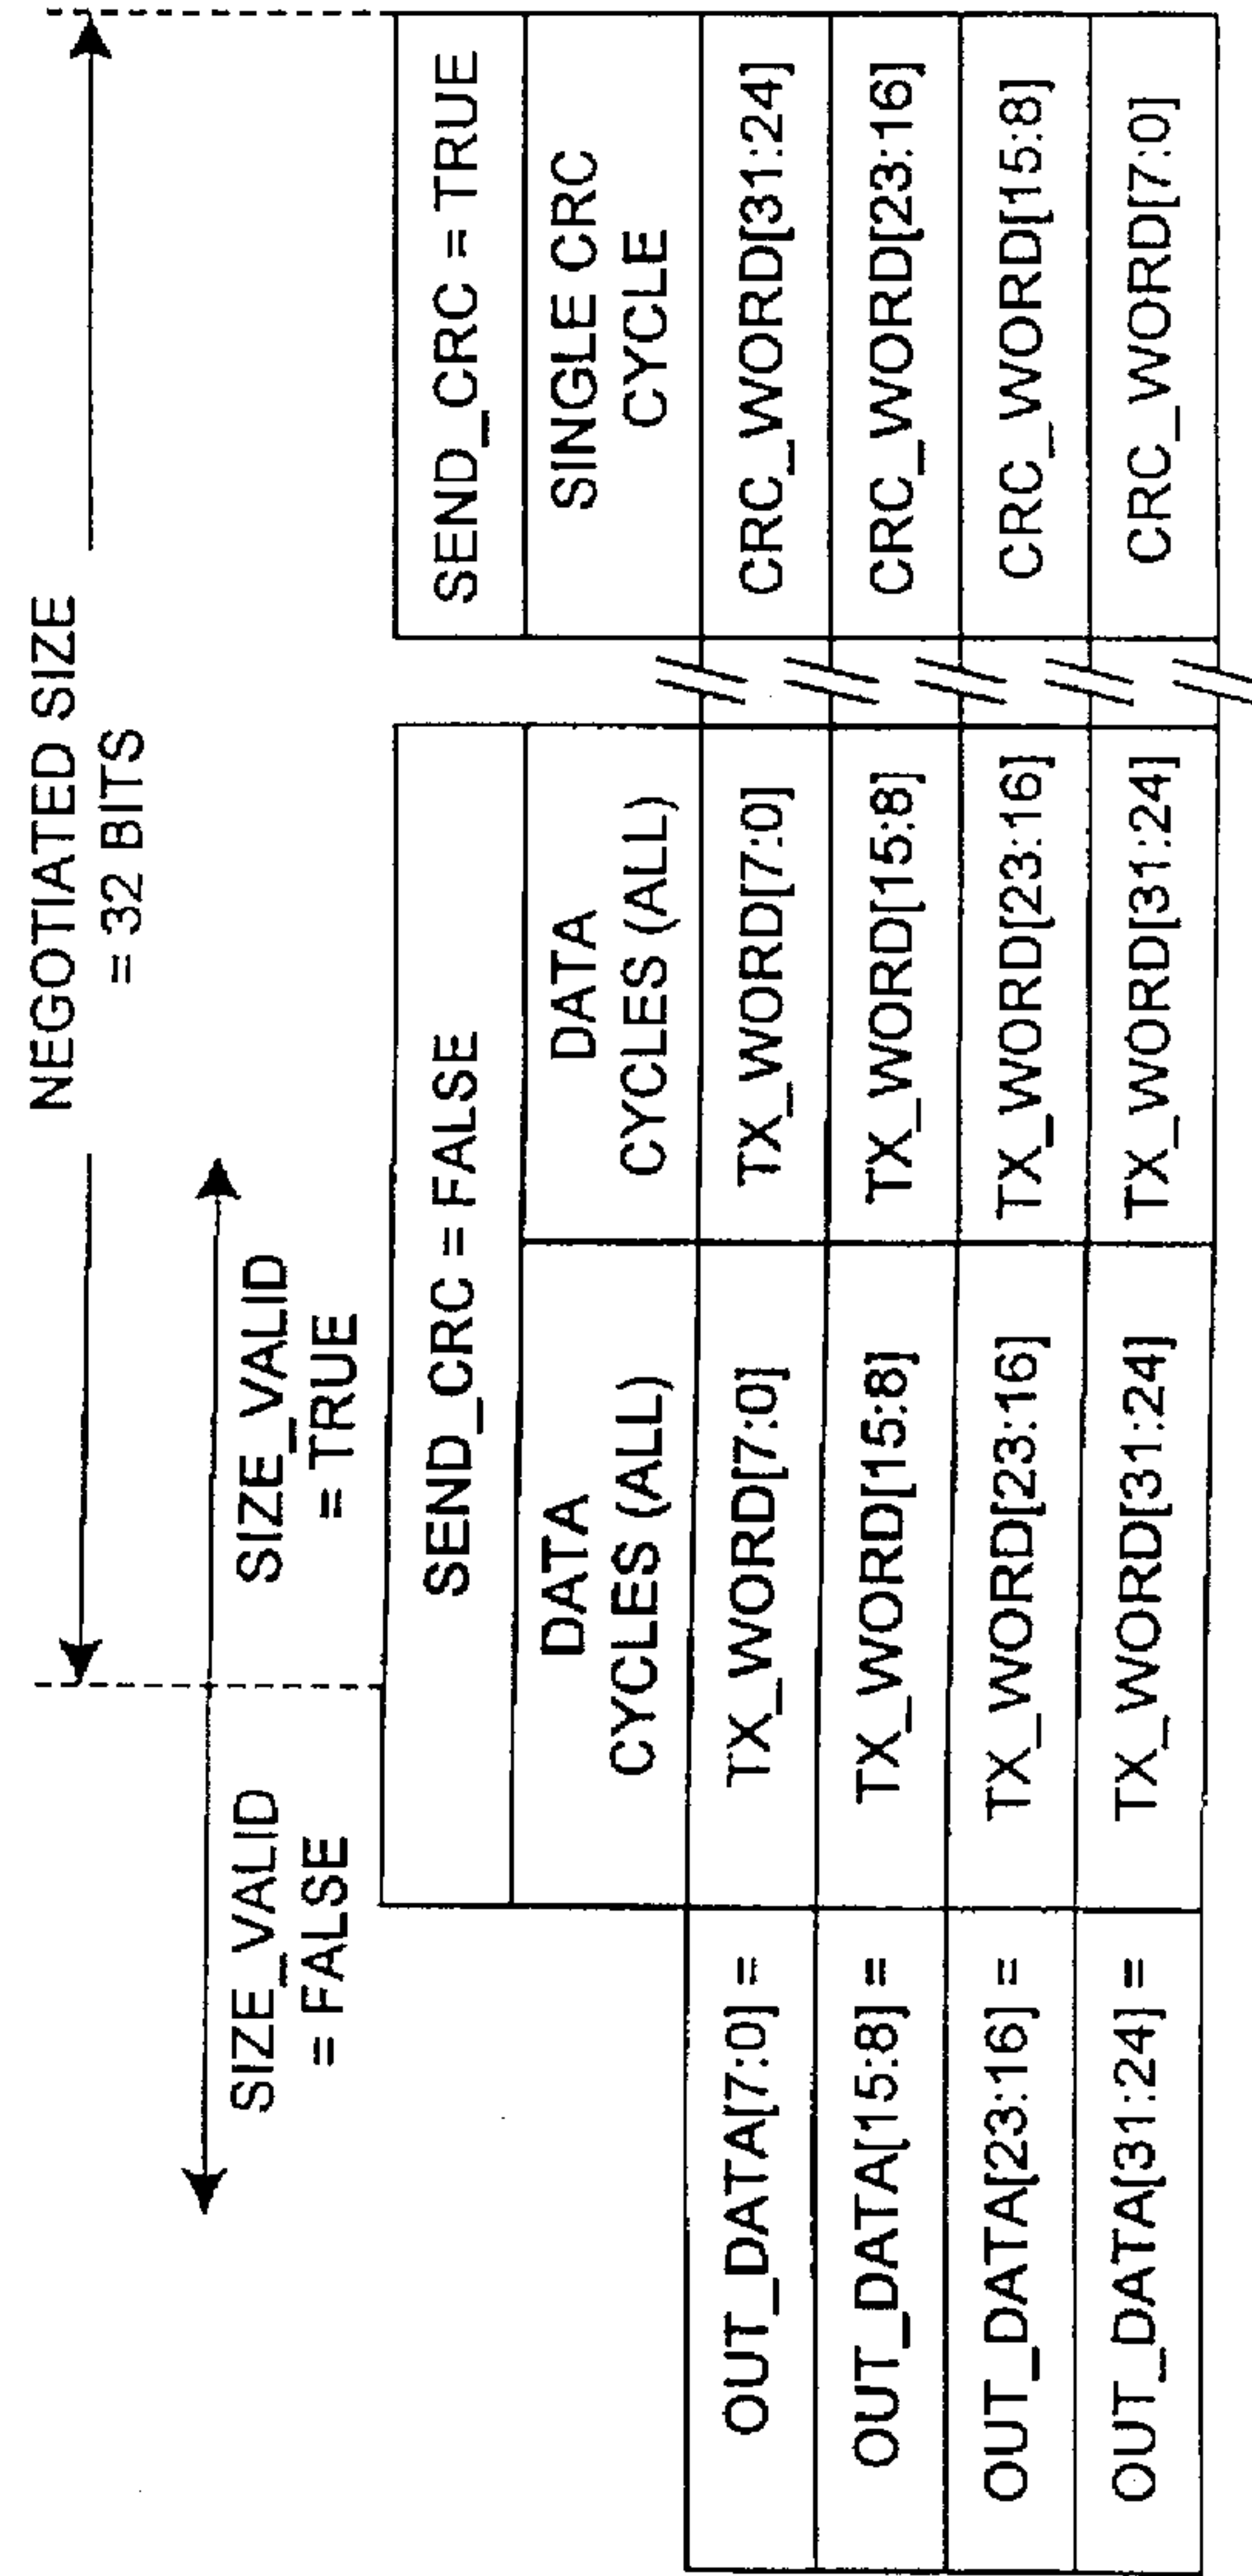 NEGOTIATED SIZE
= 32 BITS
SIZE_VALID
= FALSE
SIZE_VALID
= TRUE
SEND_CRC = FALSE
SEND_CRC = TRUE
DATA
CYCLES (ALL)
DATA
CYCLES (ALL)
SINGLE CRC
CYCLE
OUT_DATA[7:0] =
TX_WORD[7:0]
TX_WORD[7:0]
CRC_WORD[31:24]
OUT_DATA[15:8] =
TX_WORD[15:8]
TX_WORD[15:8]
CRC_WORD[23:16]
OUT_DATA[23:16] =
TX_WORD[23:16]
TX_WORD[23:16]
CRC_WORD[15:8]
OUT_DATA[31:24] =
TX_WORD[31:24]
TX_WORD[31:24]
CRC_WORD[7:0]